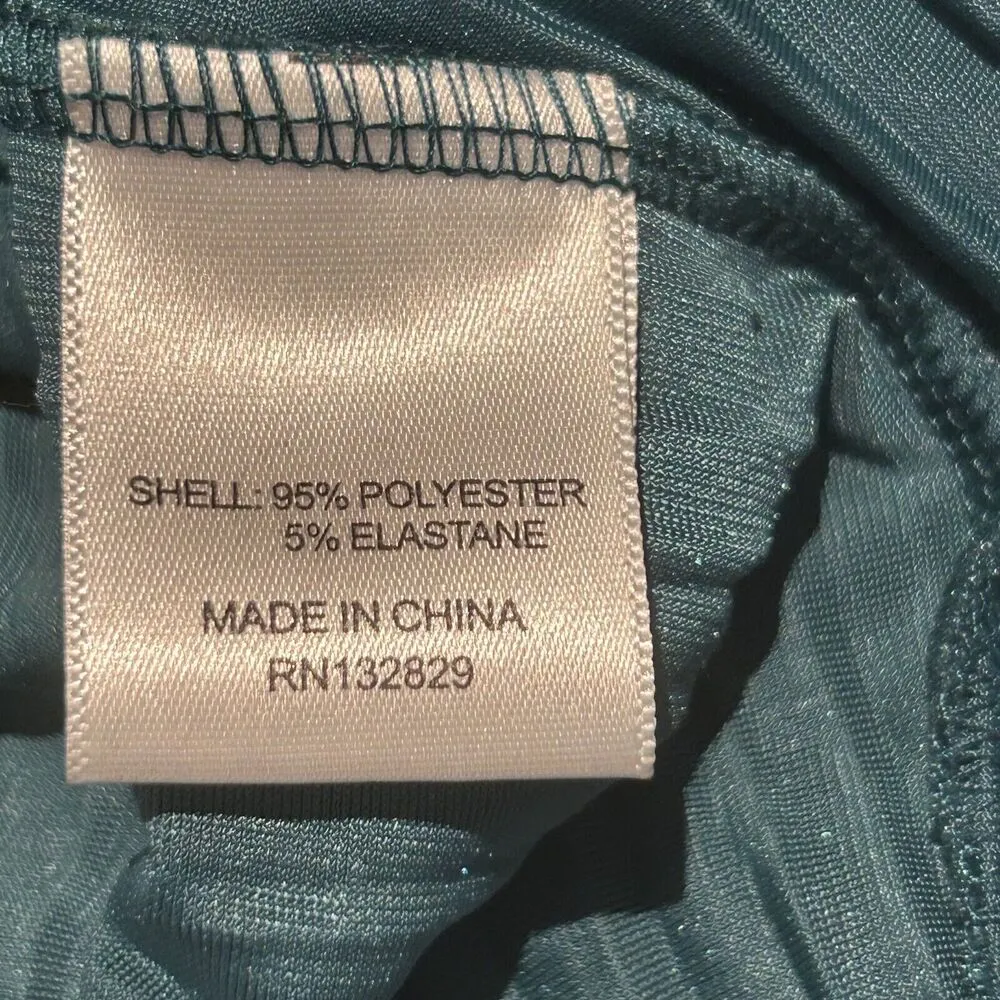 SHELL: 95% POLYESTER
5% ELASTANE
MADE IN CHINA
RN132829